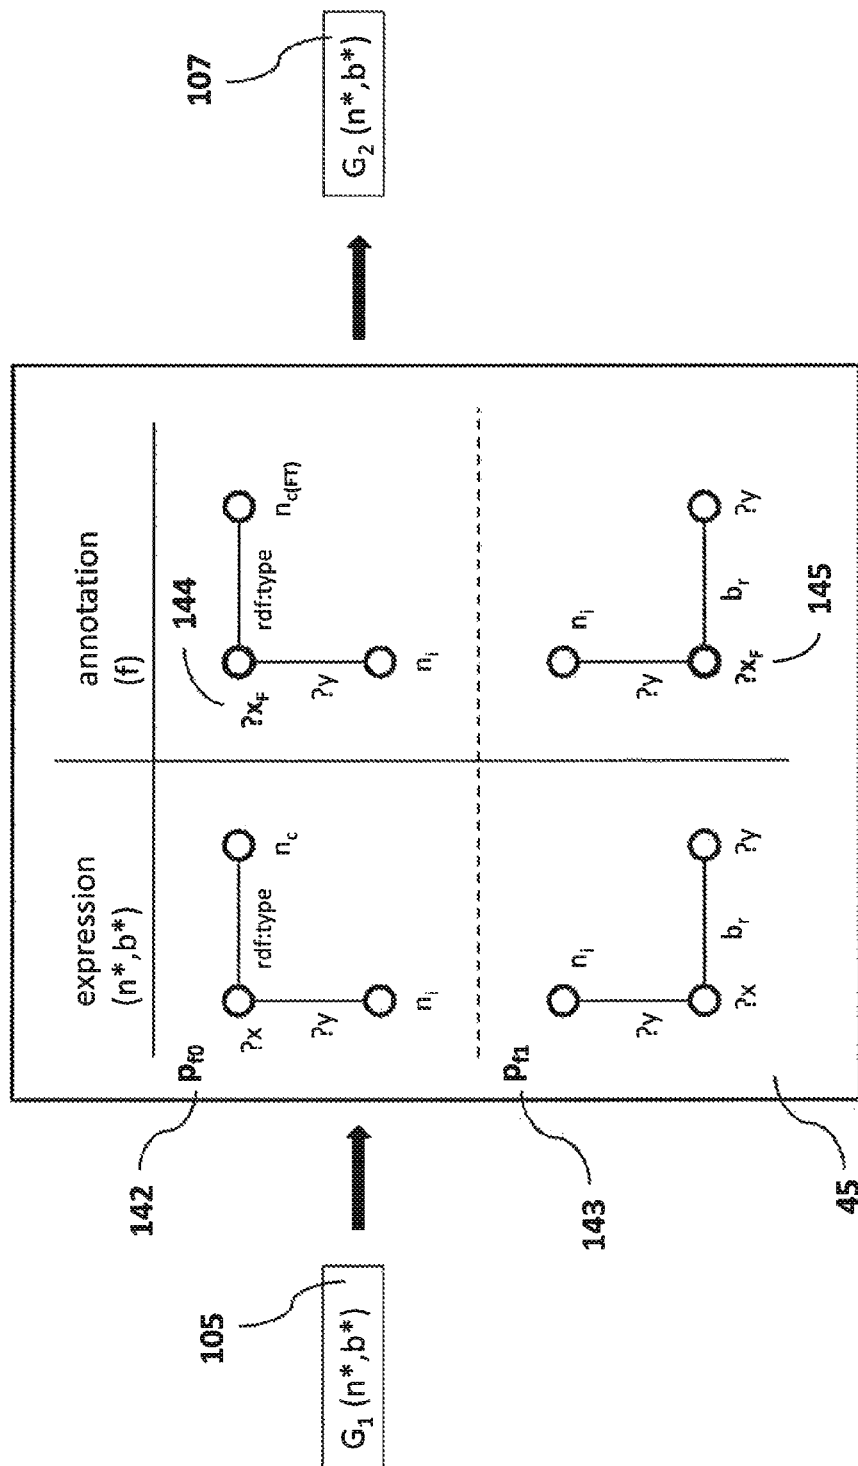 105
G₁ (n*,b*)
142
143
45
expression
(n*,b*)
annotation
(f)
p_f0
?x
rdf:type
n_c
?y
n_i
144
?x_F
rdf:type
n_c(FT)
?y
n_i
p_f1
n_i
?y
?x
b_r
?y
n_i
?y
?x_F
b_r
?y
145
107
G₂ (n*,b*)